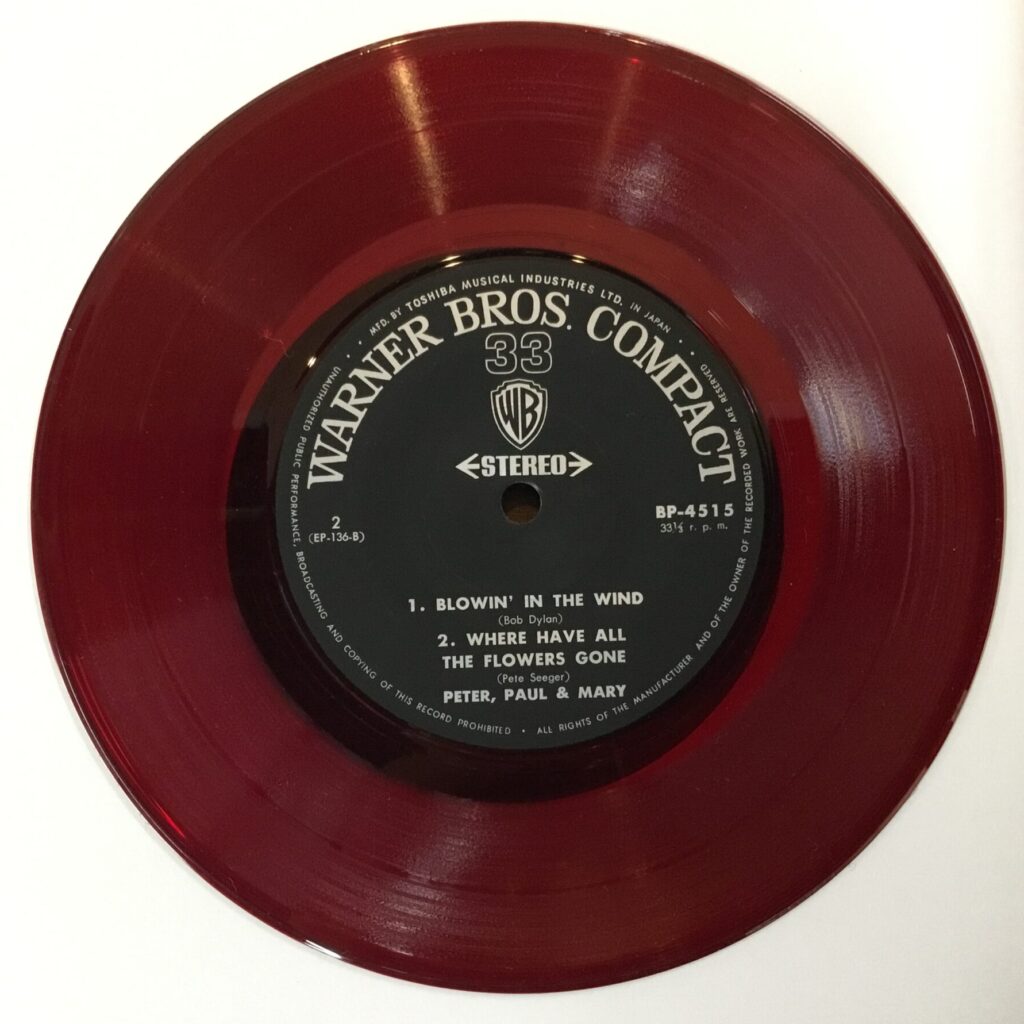 MFD. BY TOSHIBA MUSICAL INDUSTRIES LTD. IN JAPAN
WARNER BROS. COMPACT
33
WB
STEREO
2
(EP-136-B)
BP-4515
33⅓ r. p. m.
1. BLOWIN' IN THE WIND
(Bob Dylan)
2. WHERE HAVE ALL
THE FLOWERS GONE
(Pete Seeger)
PETER, PAUL & MARY
UNAUTHORIZED PUBLIC PERFORMANCE, BROADCASTING AND COPYING OF THIS RECORD PROHIBITED • ALL RIGHTS OF THE MANUFACTURER AND OF THE OWNER OF THE RECORDED WORK ARE RESERVED